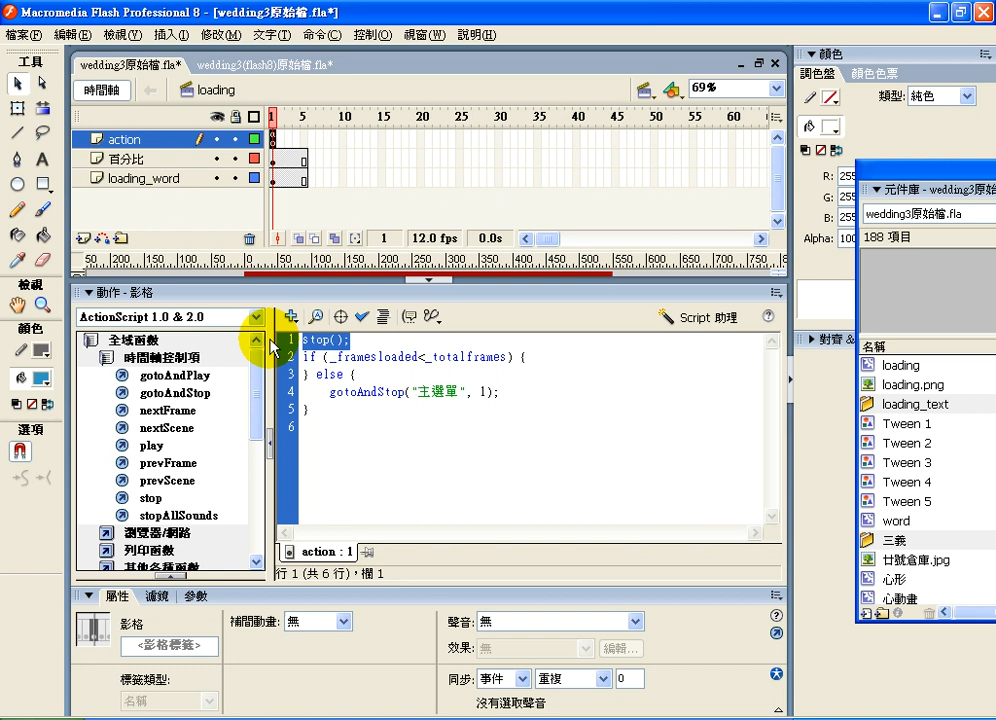 Macromedia Flash Professional 8 - [wedding3原始檔.fla*]
檔案(F) 編輯(E) 檢視(V) 插入(I) 修改(M) 文字(T) 命令(C) 控制(O) 視窗(W) 說明(H)
工具
檢視
顏色
選項
wedding3原始檔.fla* wedding3(flash8)原始檔.fla*
時間軸 loading 69%
1 5 10 15 20 25 30 35 40 45 50 55 60
action
百分比
loading_word
1 12.0 fps 0.0s
動作 - 影格
ActionScript 1.0 & 2.0
Script 助理
全域函數
時間軸控制項
gotoAndPlay
gotoAndStop
nextFrame
nextScene
play
prevFrame
prevScene
stop
stopAllSounds
瀏覽器/網路
列印函數
其他各種函數
1 stop();
2 if (_framesloaded<_totalframes) {
3 } else {
4 gotoAndStop("主選單", 1);
5 }
6
action : 1
行 1 (共 6 行)，欄 1
屬性 濾鏡 參數
影格
<影格標籤>
標籤類型:
名稱
補間動畫: 無
聲音: 無
效果: 無 編輯...
同步: 事件 重複 0
沒有選取聲音
顏色
調色盤 顏色色票
類型: 純色
R: 255
G: 255
B: 255
Alpha: 100
對齊&
元件庫 - wedding3原始
wedding3原始檔.fla
188 項目
名稱
loading
loading.png
loading_text
Tween 1
Tween 2
Tween 3
Tween 4
Tween 5
word
三義
廿號倉庫.jpg
心形
心動畫